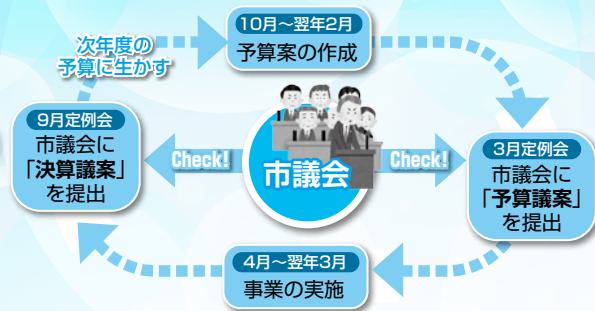 10月～翌年2月
予算案の作成
次年度の
予算に生かす
9月定例会
市議会に
「決算議案」
を提出
Check!
市議会
Check!
3月定例会
市議会に
「予算議案」
を提出
4月～翌年3月
事業の実施